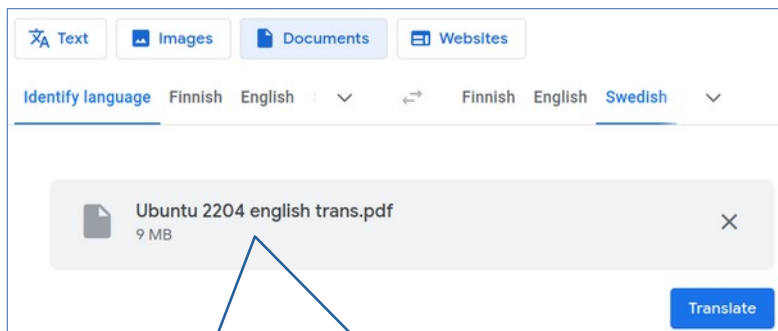 Text Images Documents Websites
Identify language Finnish English Finnish English Swedish
Ubuntu 2204 english trans.pdf
9 MB
Translate